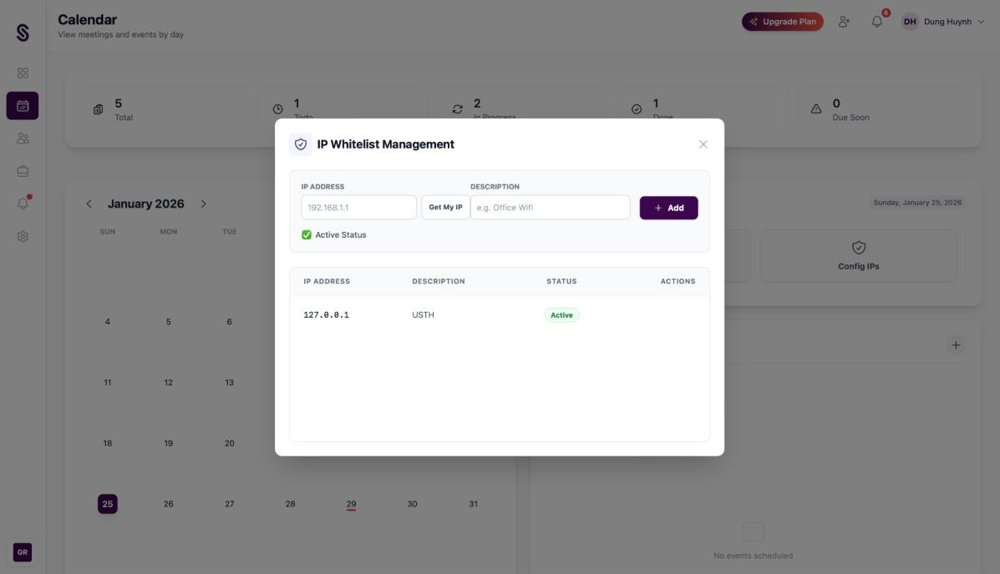 Calendar
View meetings and events by day
Upgrade Plan
6
DH
Dung Huynh
5
Total
1
Todo
2
In Progress
1
Done
0
Due Soon
IP Whitelist Management
IP ADDRESS
DESCRIPTION
192.168.1.1
Get My IP
e.g. Office Wifi
+ Add
Active Status
IP ADDRESS DESCRIPTION STATUS ACTIONS
127.0.0.1 USTH Active
January 2026
SUN MON TUE
4 5 6
11 12 13
18 19 20
25 26 27 28 29 30 31
Sunday, January 25, 2026
Config IPs
No events scheduled
GR